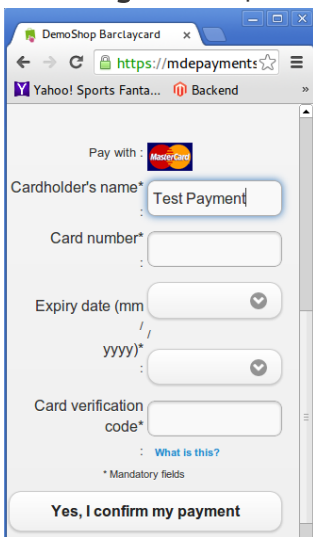 DemoShop Barclaycard
https://mdepayments
Yahoo! Sports Fanta... Backend »
Pay with : MasterCard
Cardholder's name*
: Test Payment
Card number*
:
Expiry date (mm
/ /
yyyy)*
:
Card verification
code*
: What is this?
* Mandatory fields
Yes, I confirm my payment